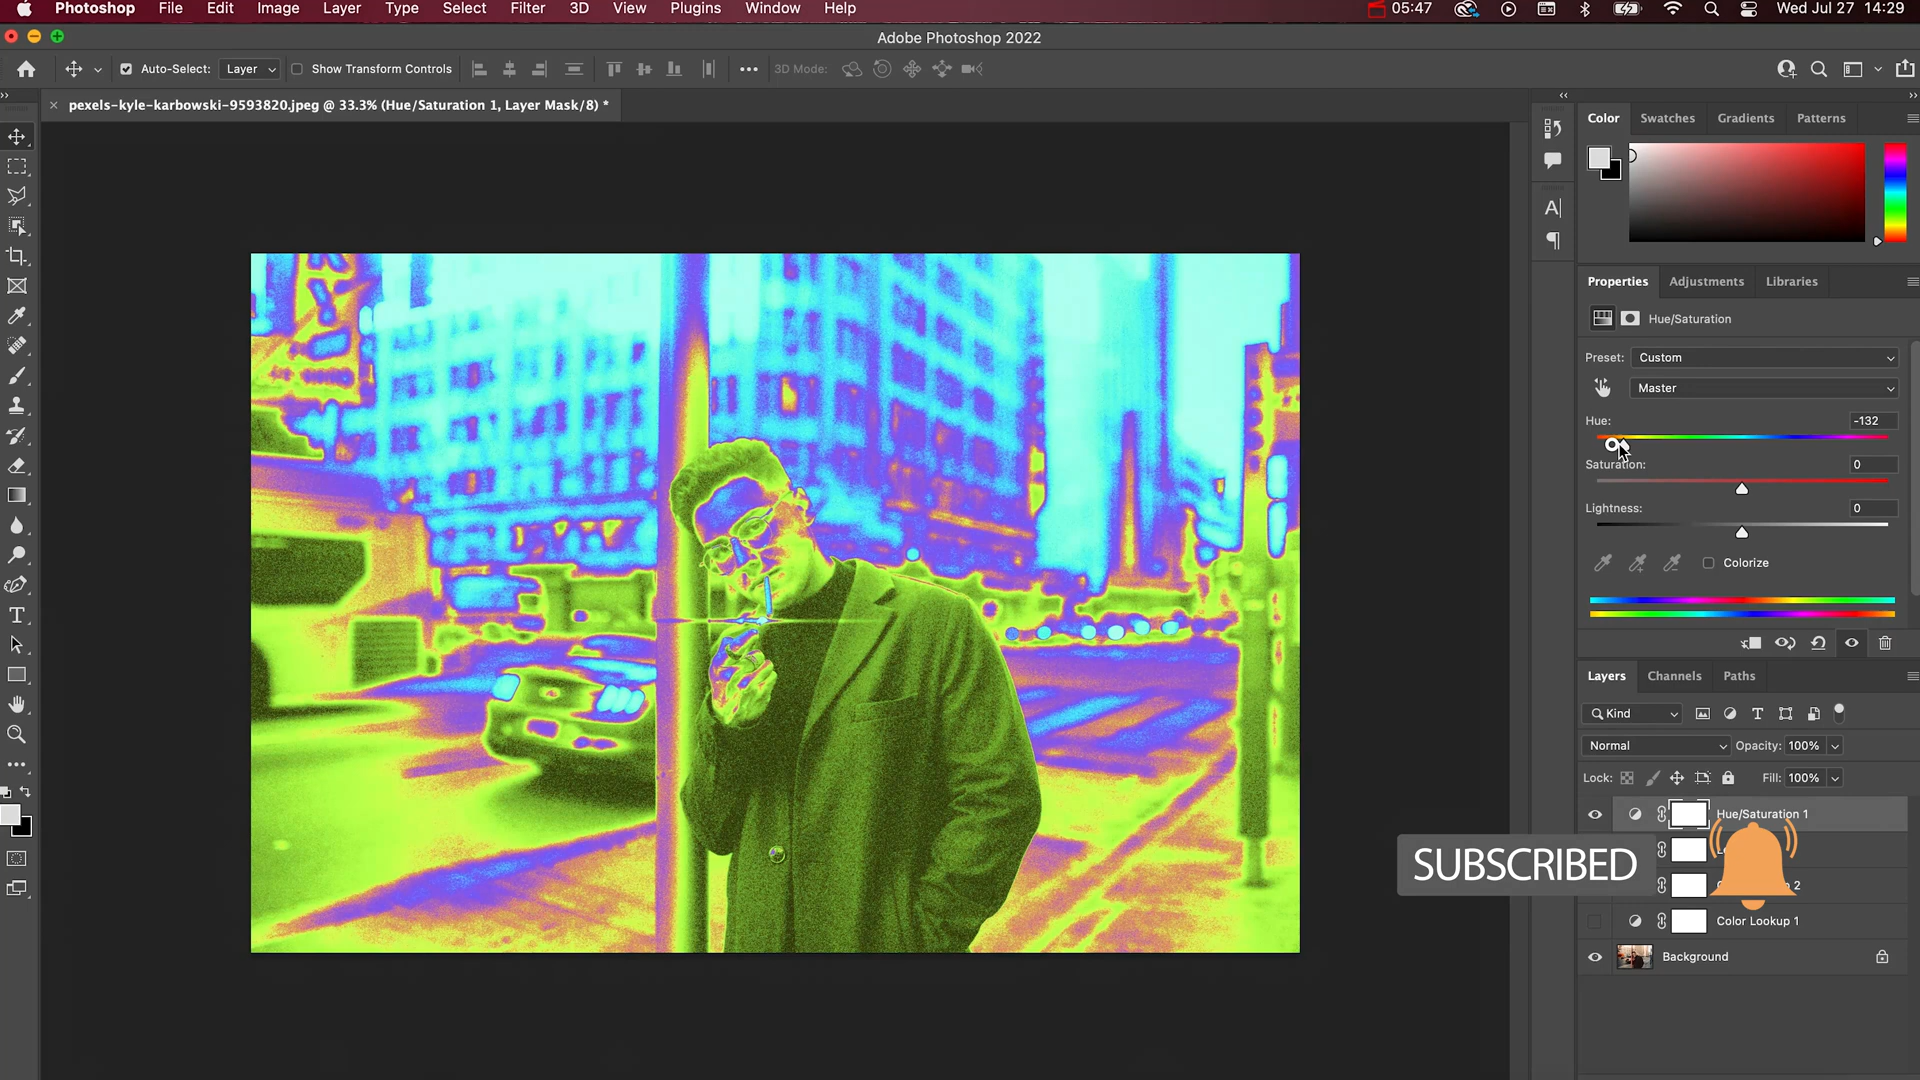 Photoshop File Edit Image Layer Type Select Filter 3D View Plugins Window Help 05:47 Wed Jul 27 14:29
Adobe Photoshop 2022
Auto-Select: Layer Show Transform Controls 3D Mode:
pexels-kyle-karbowski-9593820.jpeg @ 33.3% (Hue/Saturation 1, Layer Mask/8) *
Color Swatches Gradients Patterns
Properties Adjustments Libraries
Hue/Saturation
Preset: Custom
Master
Hue: -132
Saturation: 0
Lightness: 0
Colorize
Layers Channels Paths
Kind
Normal Opacity: 100%
Lock: Fill: 100%
Hue/Saturation 1
SUBSCRIBED
2
Color Lookup 1
Background